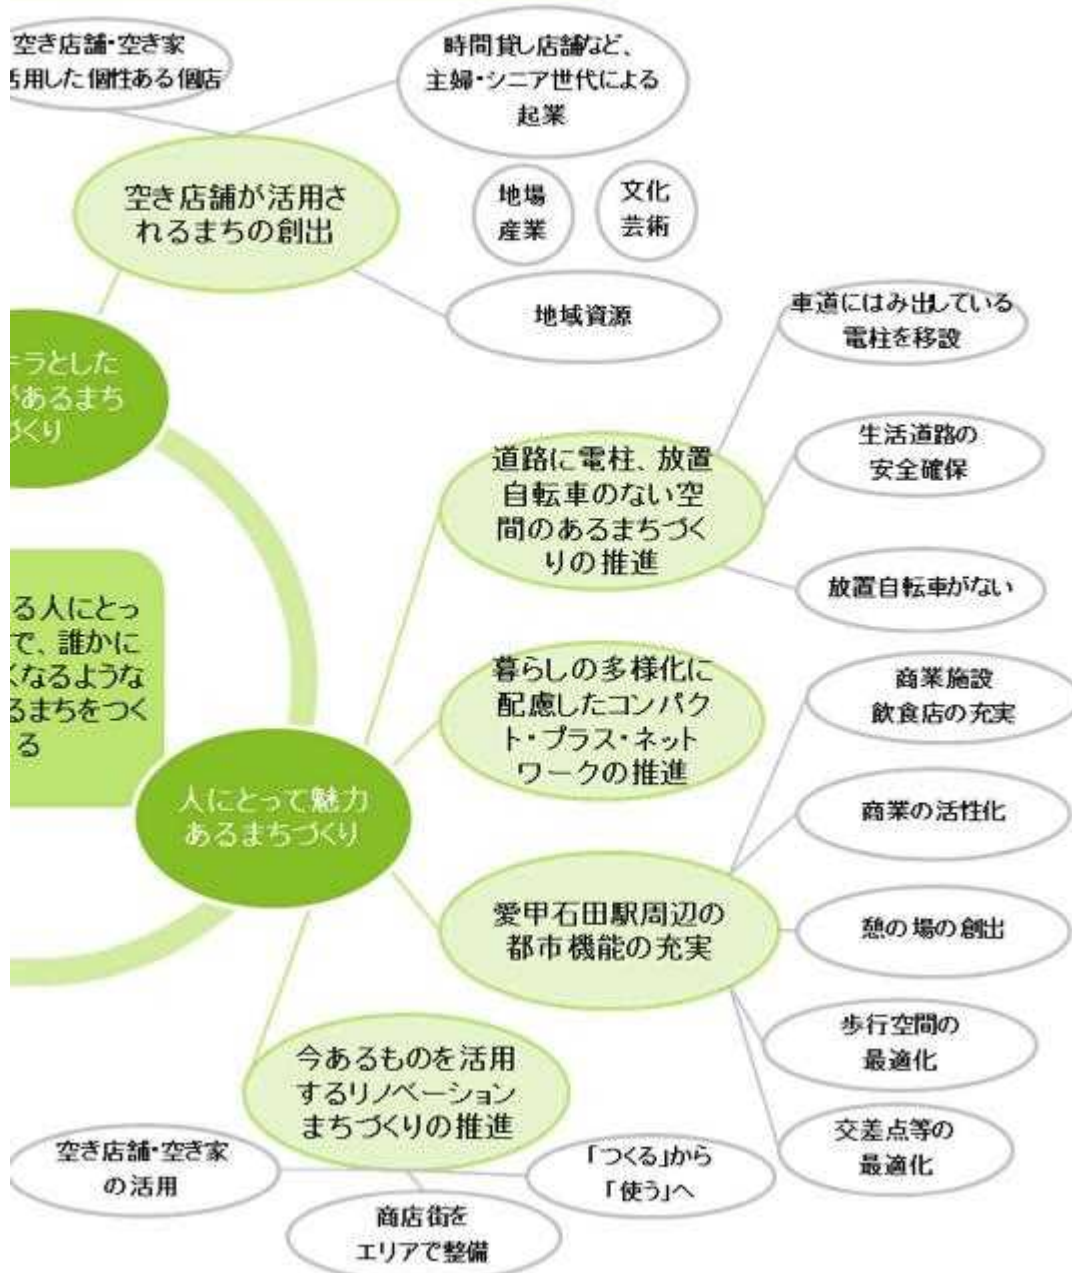 空き店舗・空き家
活用した個性ある個店
時間貸し店舗など、
主婦・シニア世代による
起業
空き店舗が活用さ
れるまちの創出
地場
産業
文化
芸術
地域資源
車道にはみ出している
電柱を移設
キラとした
があるまち
づくり
生活道路の
安全確保
道路に電柱、放置
自転車のない空
間のあるまちづく
りの推進
放置自転車がない
る人にとっ
で、誰かに
くなるような
るまちをつく
る
暮らしの多様化に
配慮したコンパク
ト・プラス・ネット
ワークの推進
商業施設
飲食店の充実
人にとって魅力
あるまちづくり
商業の活性化
愛甲石田駅周辺の
都市機能の充実
憩の場の創出
歩行空間の
最適化
今あるものを活用
するリノベーション
まちづくりの推進
交差点等の
最適化
空き店舗・空き家
の活用
「つくる」から
「使う」へ
商店街を
エリアで整備